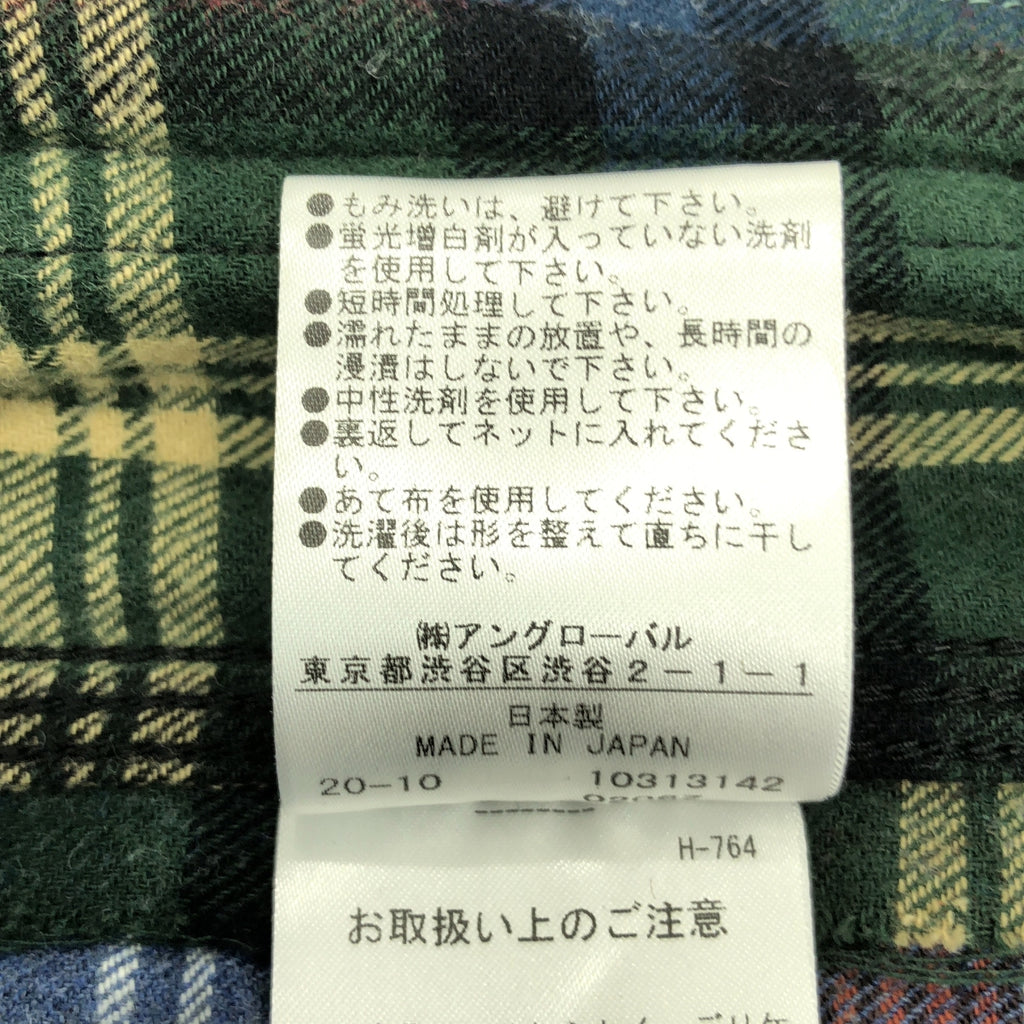 ●もみ洗いは、避けて下さい。
●蛍光増白剤が入っていない洗剤
を使用して下さい。
●短時間処理して下さい。
●濡れたままの放置や、長時間の
浸漬はしないで下さい。
●中性洗剤を使用して下さい。
●裏返してネットに入れてくださ
い。
●あて布を使用してください。
●洗濯後は形を整えて直ちに干し
てください。
㈱アングローバル
東京都渋谷区渋谷2-1-1
日本製
MADE IN JAPAN
20-10 10313142
H-764
お取扱い上のご注意